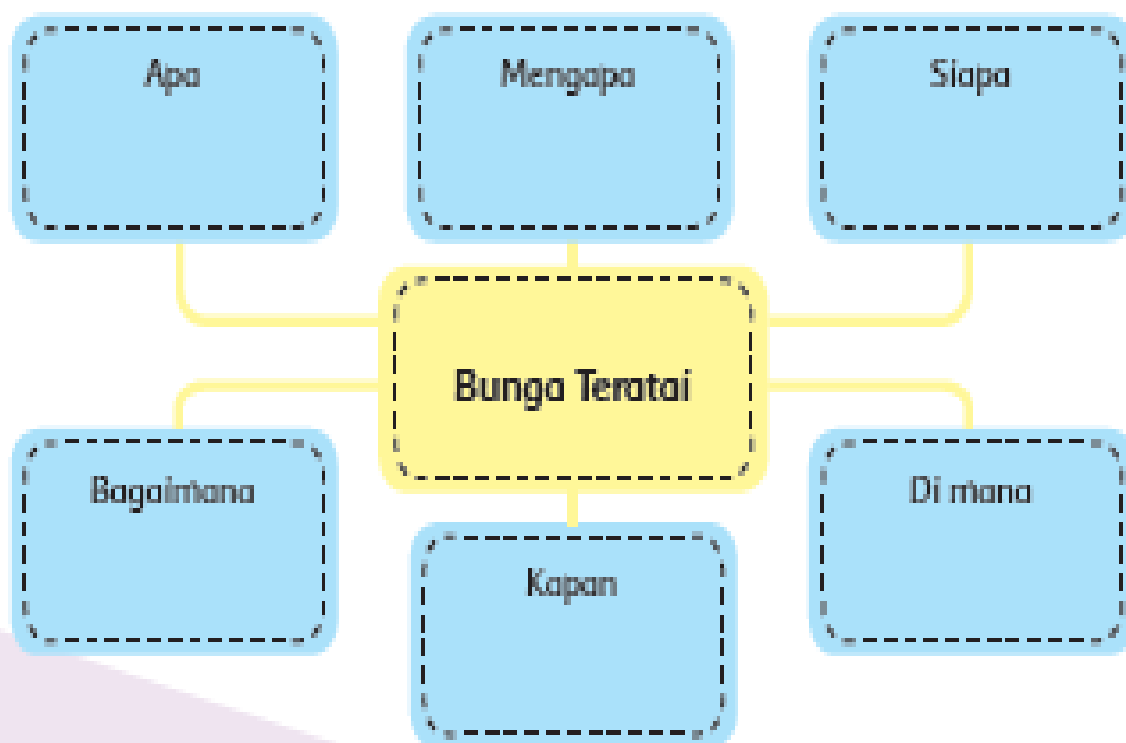 Apa
Mengapa
Siapa
Bunga Teratai
Bagaimana
Di mana
Kapan